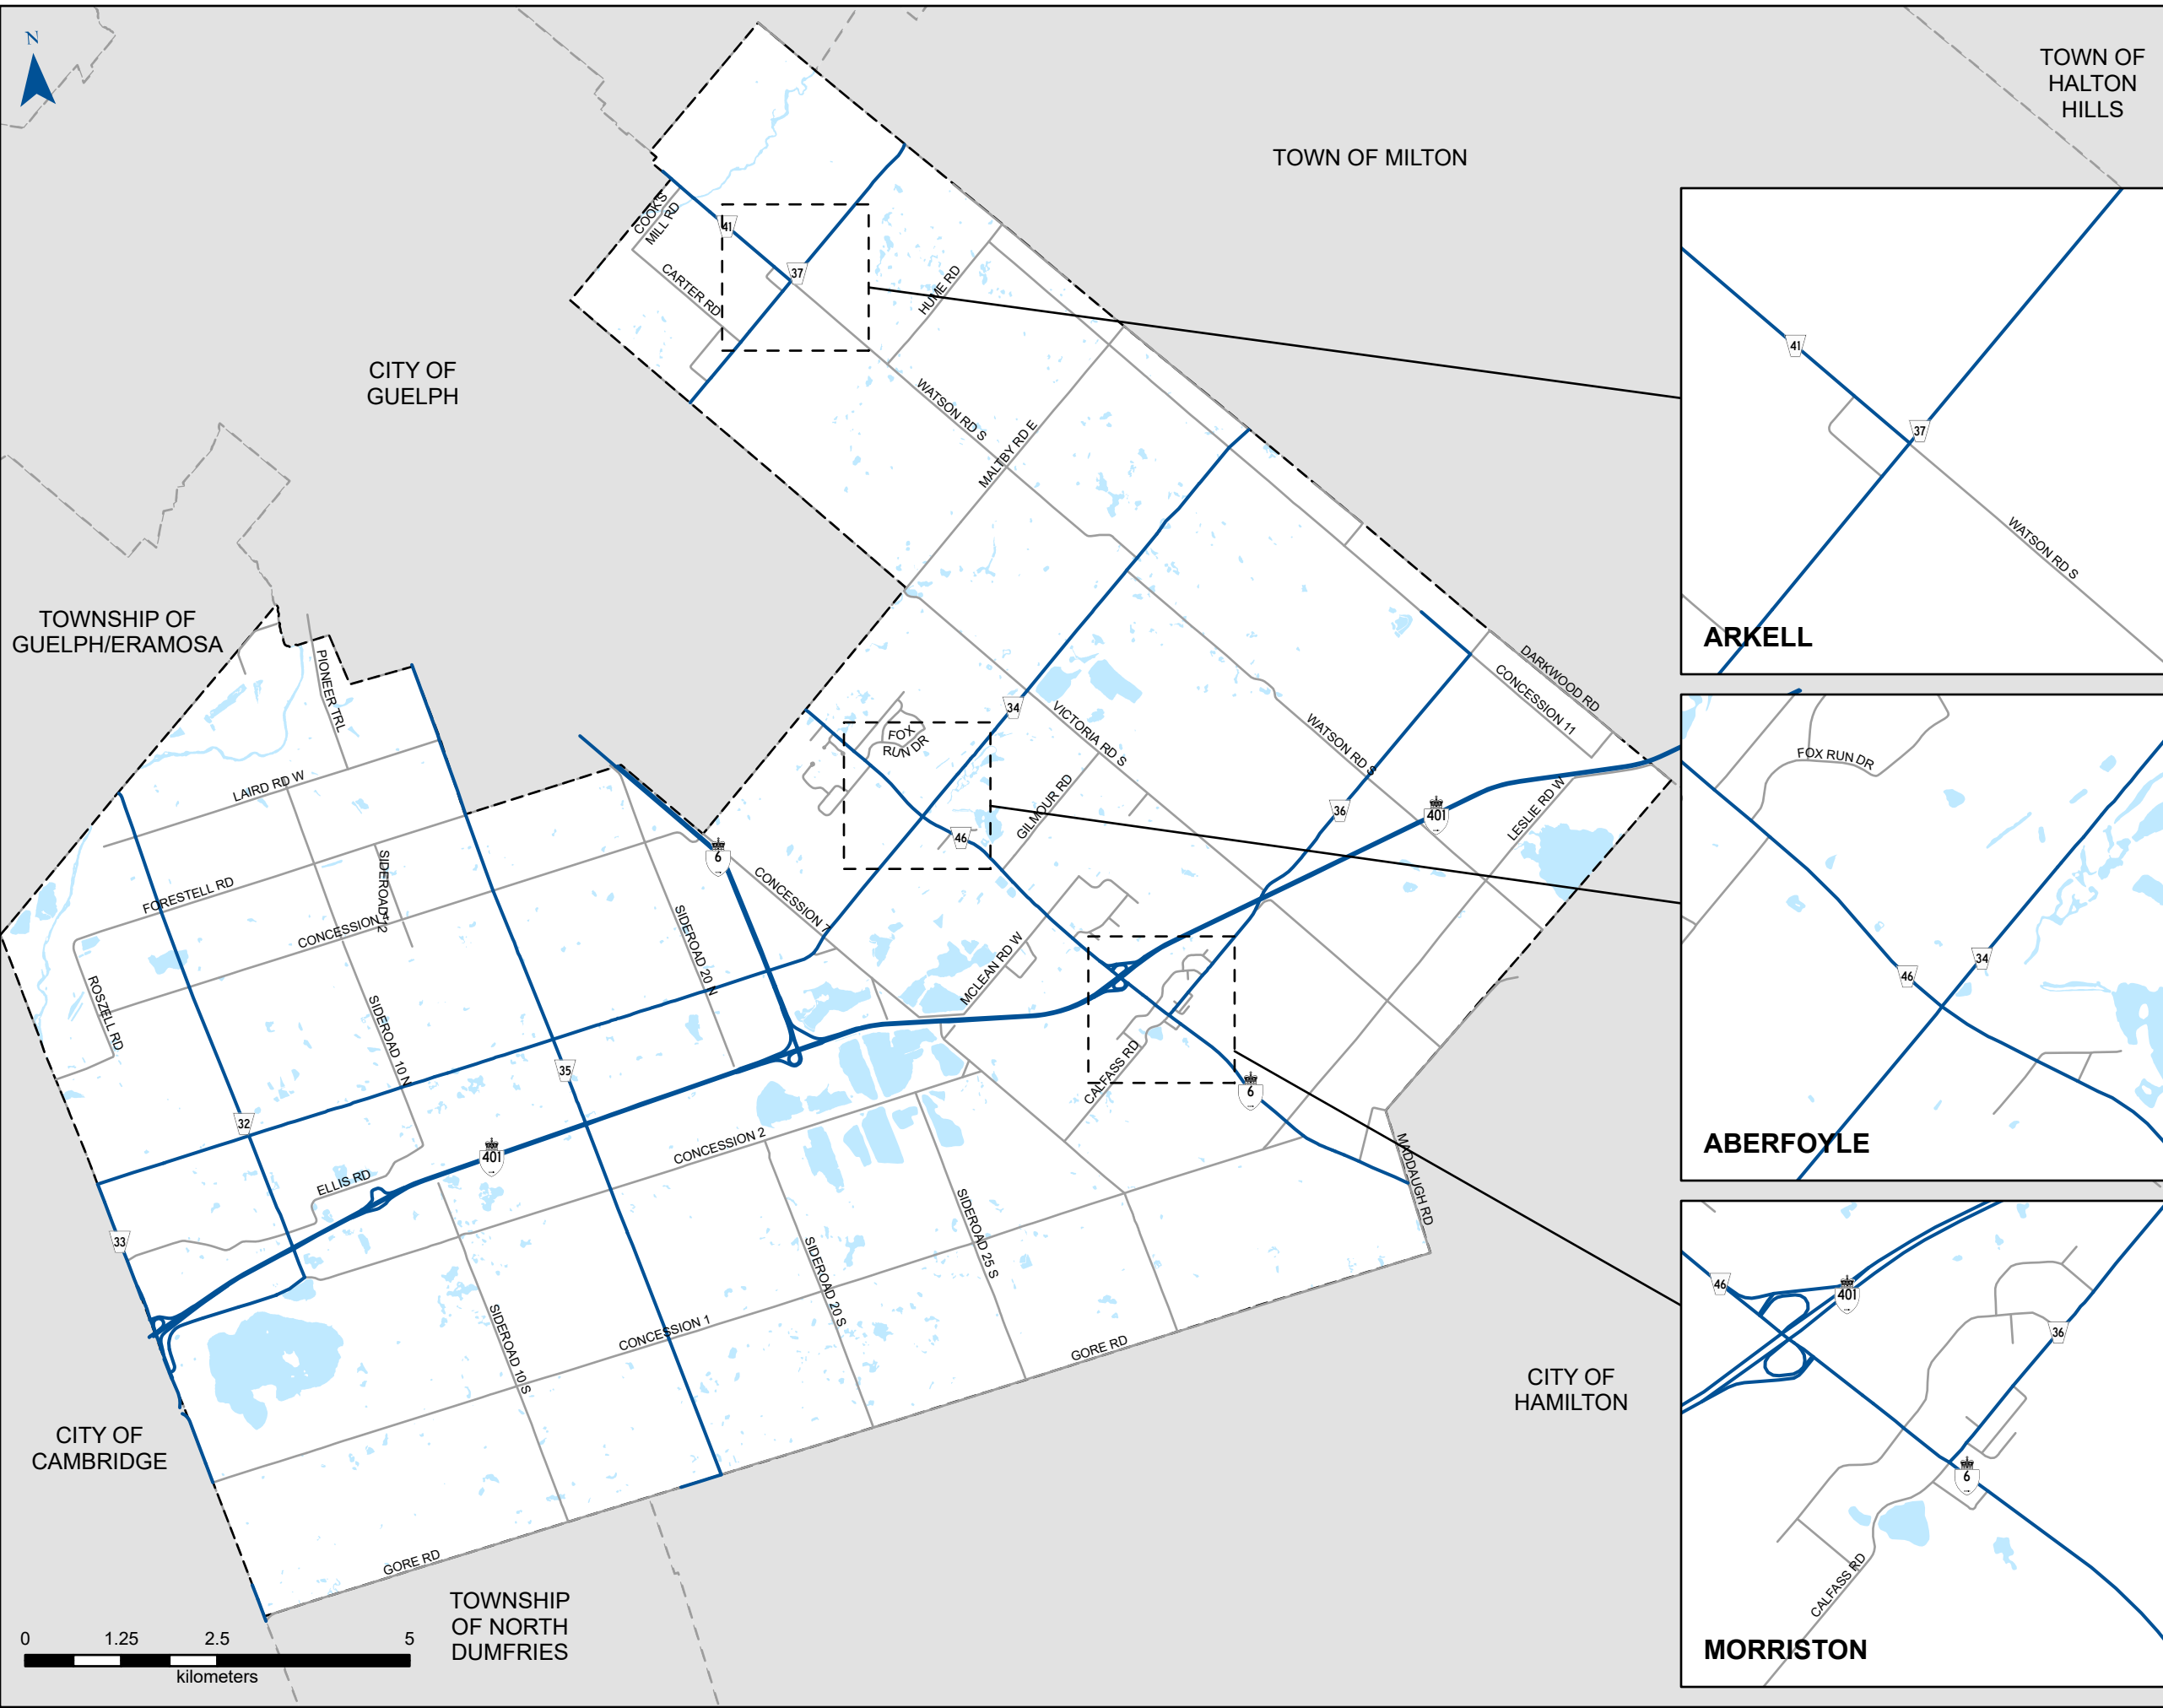 N
TOWN OF
HALTON
HILLS
TOWN OF MILTON
COOK'S
MILL RD
41
37
CARTER RD
HUME RD
CITY OF
GUELPH
WATSON RD S
MALTBY RD E
41
37
WATSON RD S
ARKELL
TOWNSHIP OF
GUELPH/ERAMOSA
PIONEER TRL
DARKWOOD RD
CONCESSION 11
34
VICTORIA RD S
WATSON RD S
FOX
RUN DR
LAIRD RD W
GILMOUR RD
36
401
LESLIE RD W
46
6
SIDEROAD 12
FORESTELL RD
CONCESSION 4
CONCESSION 7
SIDEROAD 20 N
MCLEAN RD W
ROSZELL RD
SIDEROAD 10 N
FOX RUN DR
34
46
ABERFOYLE
35
CALFASS RD
6
32
401
CONCESSION 2
MADDAUGH RD
ELLIS RD
33
SIDEROAD 25 S
SIDEROAD 20 S
SIDEROAD 10 S
CONCESSION 1
GORE RD
46
401
36
6
CALFASS RD
MORRISTON
CITY OF
HAMILTON
CITY OF
CAMBRIDGE
GORE RD
TOWNSHIP
OF NORTH
DUMFRIES
0 1.25 2.5 5
kilometers